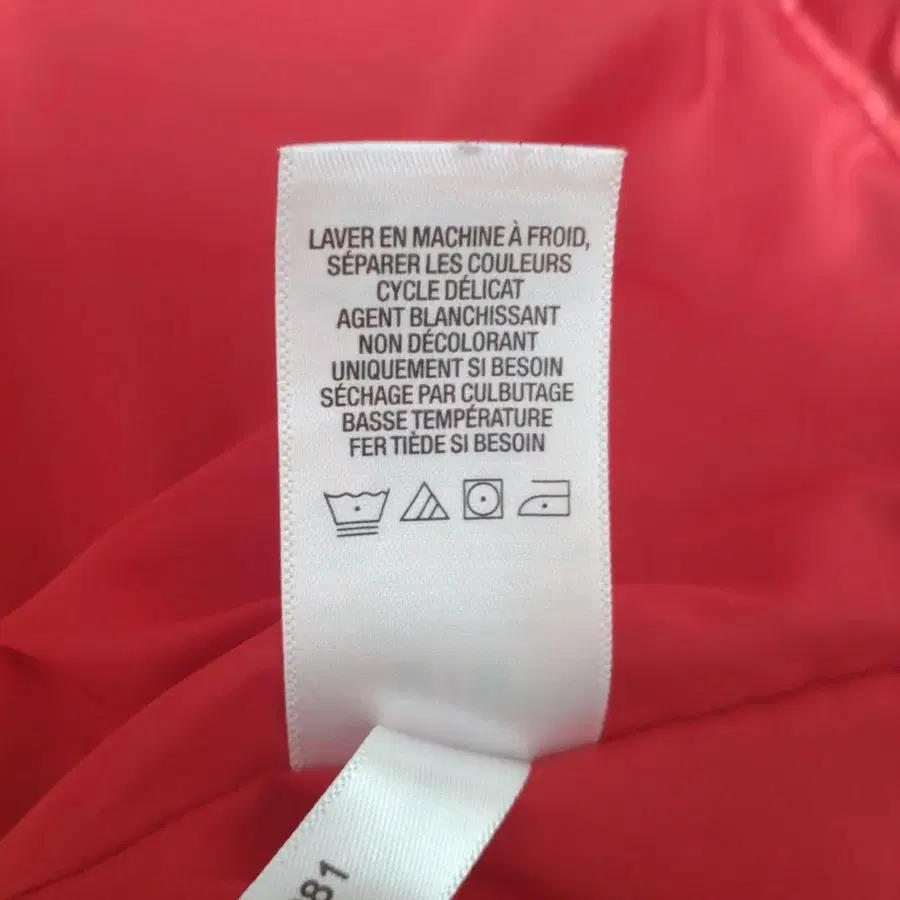 LAVER EN MACHINE À FROID,
SÉPARER LES COULEURS
CYCLE DÉLICAT
AGENT BLANCHISSANT
NON DÉCOLORANT
UNIQUEMENT SI BESOIN
SÉCHAGE PAR CULBUTAGE
BASSE TEMPÉRATURE
FER TIÈDE SI BESOIN
81